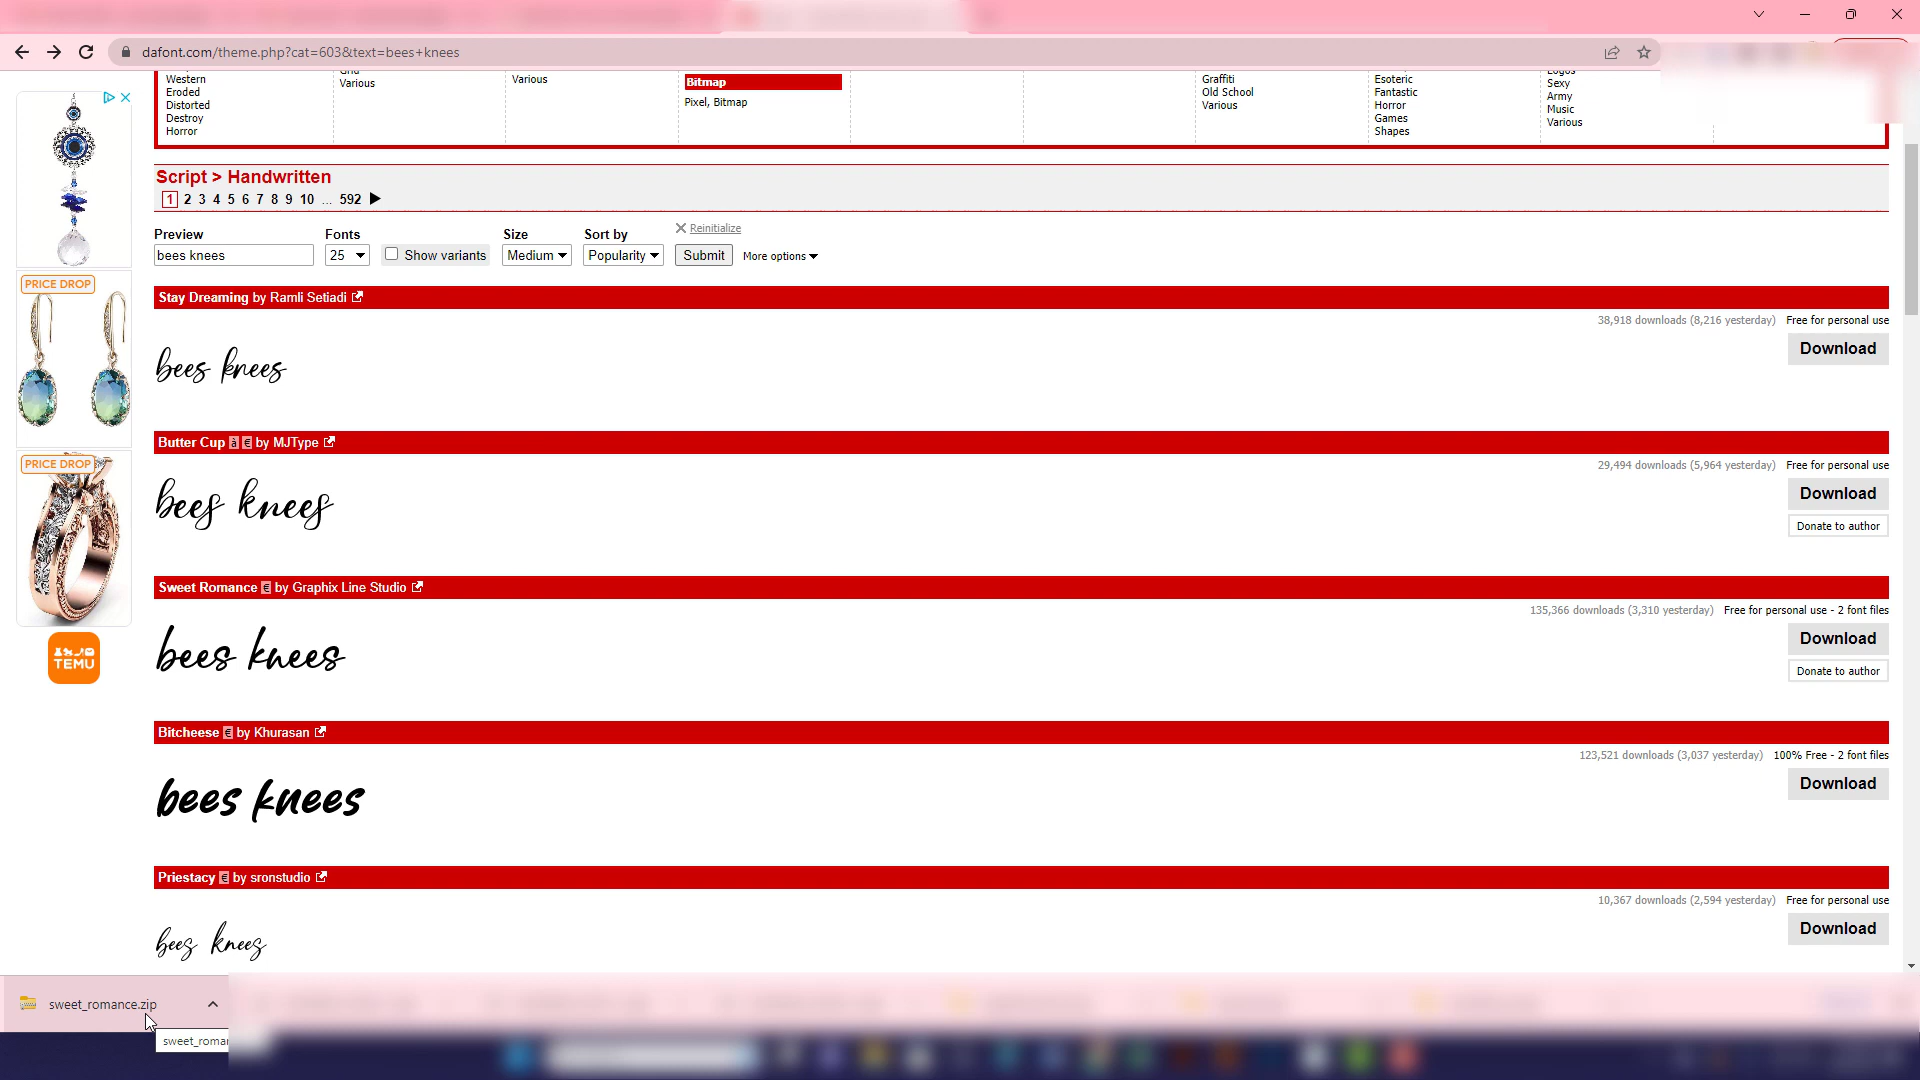 dafont.com/theme.php?cat=603&text=bees+knees
Western
Eroded
Distorted
Destroy
Horror
Various
Various
Bitmap
Pixel, Bitmap
Graffiti
Old School
Various
Esoteric
Fantastic
Horror
Games
Shapes
Logos
Sexy
Army
Music
Various
Script > Handwritten
1 2 3 4 5 6 7 8 9 10 ... 592
Preview Fonts Size Sort by Reinitialize
bees knees 25 Show variants Medium Popularity Submit More options
Stay Dreaming by Ramli Setiadi
38,918 downloads (8,216 yesterday) Free for personal use
Download
bees knees
Butter Cup à € by MJType
29,494 downloads (5,964 yesterday) Free for personal use
Download
Donate to author
bees knees
Sweet Romance € by Graphix Line Studio
135,366 downloads (3,310 yesterday) Free for personal use - 2 font files
Download
Donate to author
bees knees
Bitcheese € by Khurasan
123,521 downloads (3,037 yesterday) 100% Free - 2 font files
Download
bees knees
Priestacy € by sronstudio
10,367 downloads (2,594 yesterday) Free for personal use
Download
bees knees
PRICE DROP
PRICE DROP
TEMU
sweet_romance.zip
sweet_roman